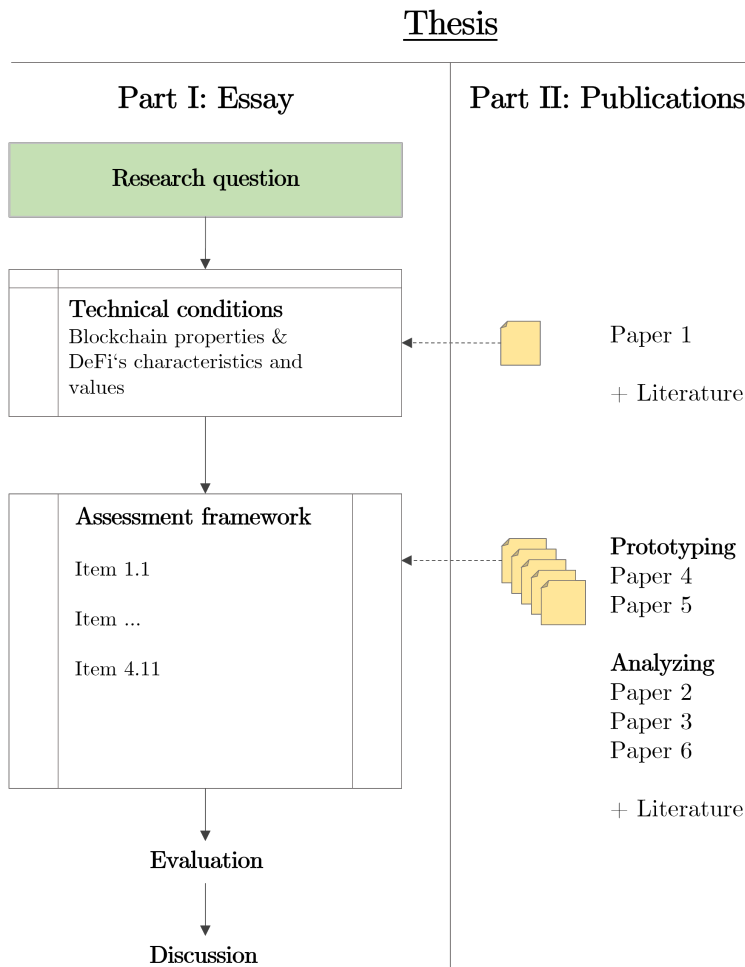 Thesis
Part I: Essay
Part II: Publications
Research question
Technical conditions
Blockchain properties &
DeFi‘s characteristics and
values
Paper 1
+ Literature
Assessment framework
Item 1.1
Item ...
Item 4.11
Prototyping
Paper 4
Paper 5
Analyzing
Paper 2
Paper 3
Paper 6
+ Literature
Evaluation
Discussion